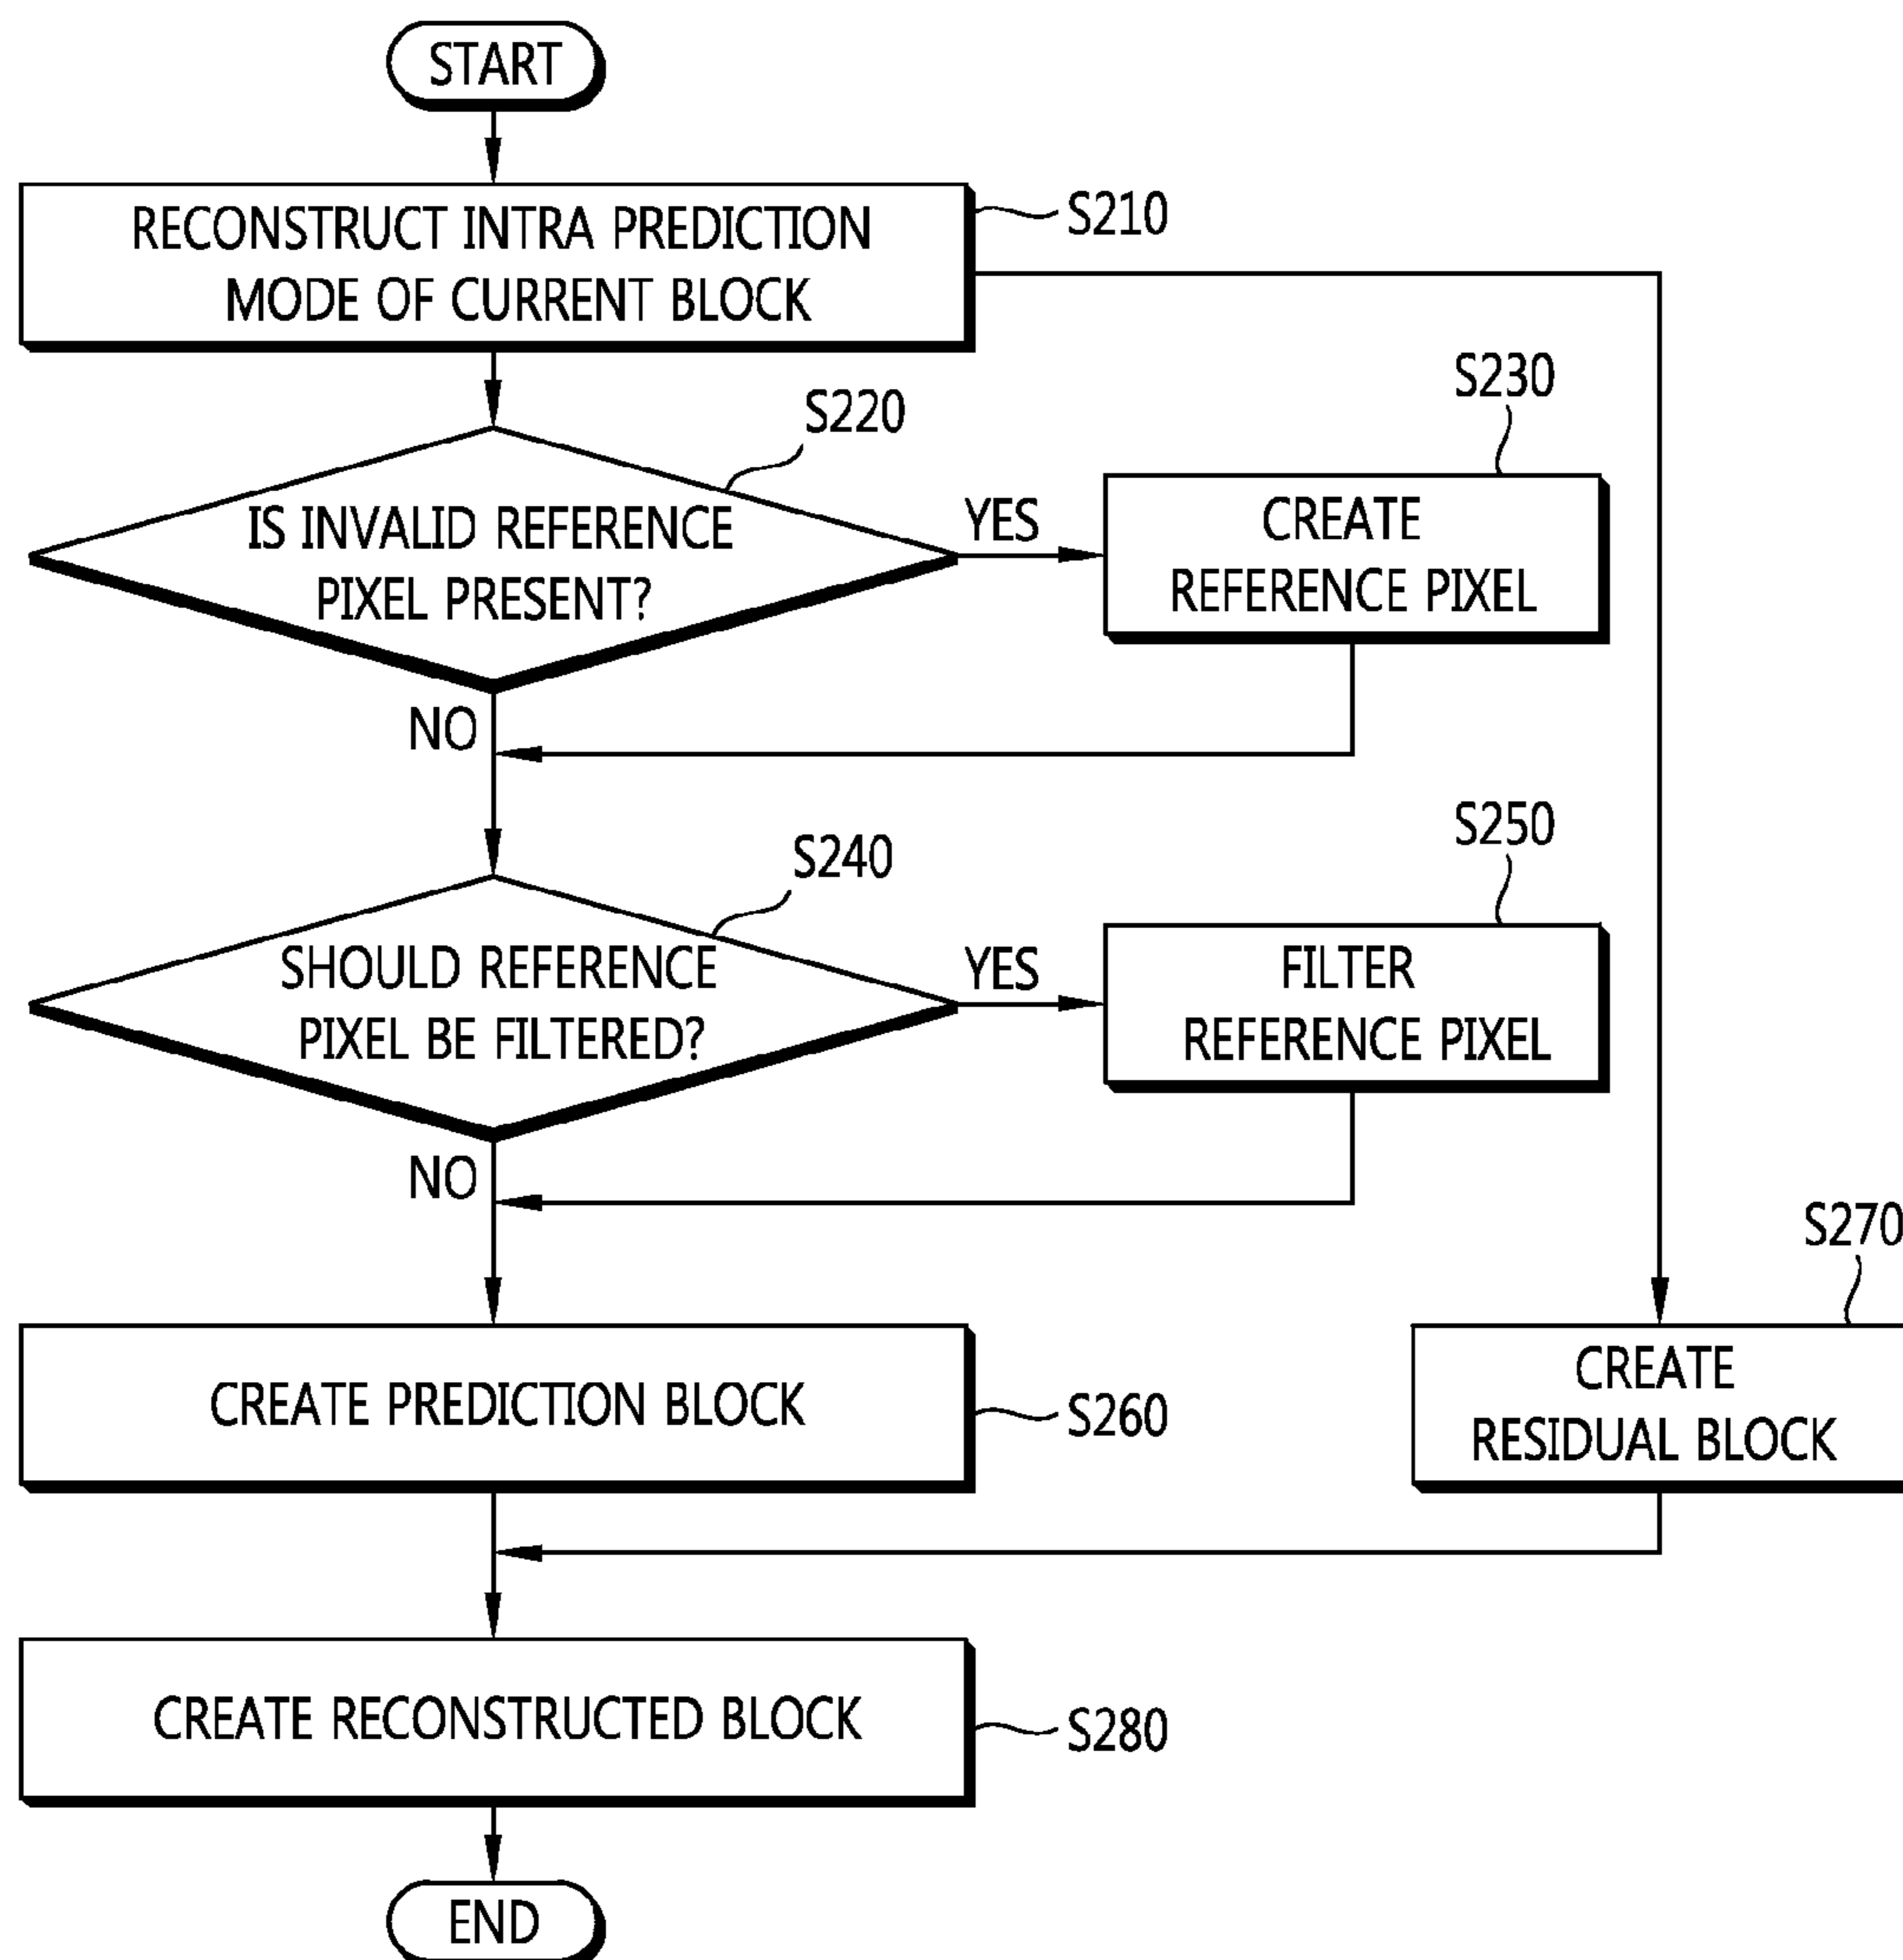 START
RECONSTRUCT INTRA PREDICTION
MODE OF CURRENT BLOCK
S210
S220
IS INVALID REFERENCE
PIXEL PRESENT?
YES
S230
CREATE
REFERENCE PIXEL
NO
S240
SHOULD REFERENCE
PIXEL BE FILTERED?
YES
S250
FILTER
REFERENCE PIXEL
NO
CREATE PREDICTION BLOCK
S260
S270
CREATE
RESIDUAL BLOCK
CREATE RECONSTRUCTED BLOCK
S280
END